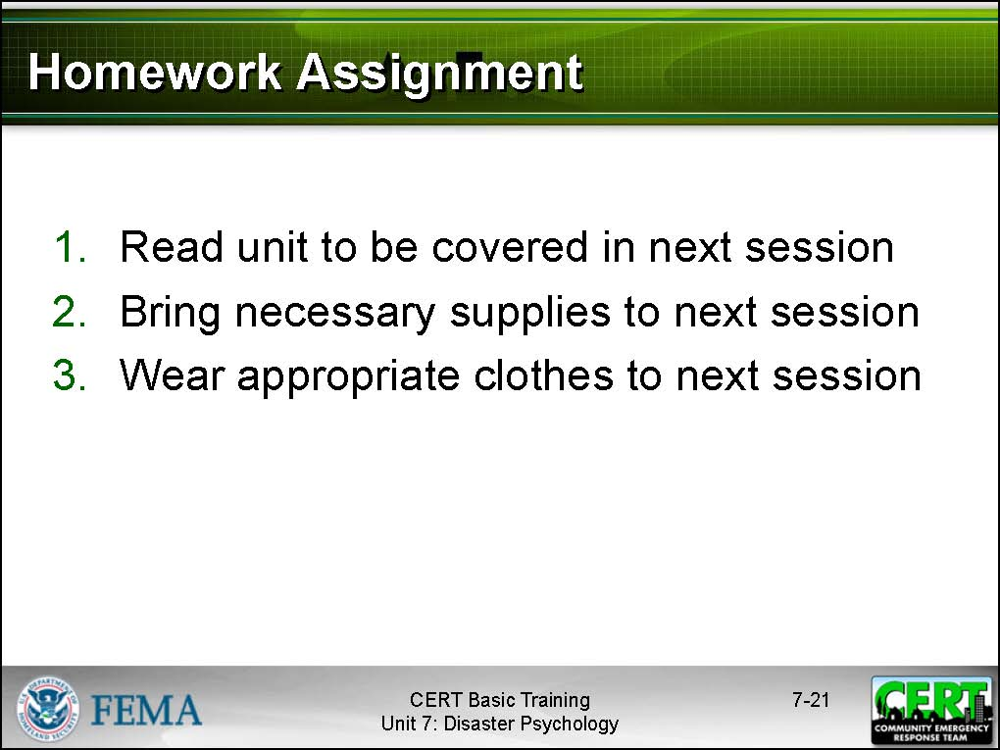 Homework Assignment
1. Read unit to be covered in next session
2. Bring necessary supplies to next session
3. Wear appropriate clothes to next session
U.S. DEPARTMENT OF HOMELAND SECURITY
FEMA
CERT Basic Training
Unit 7: Disaster Psychology
7-21
CERT
COMMUNITY EMERGENCY
RESPONSE TEAM